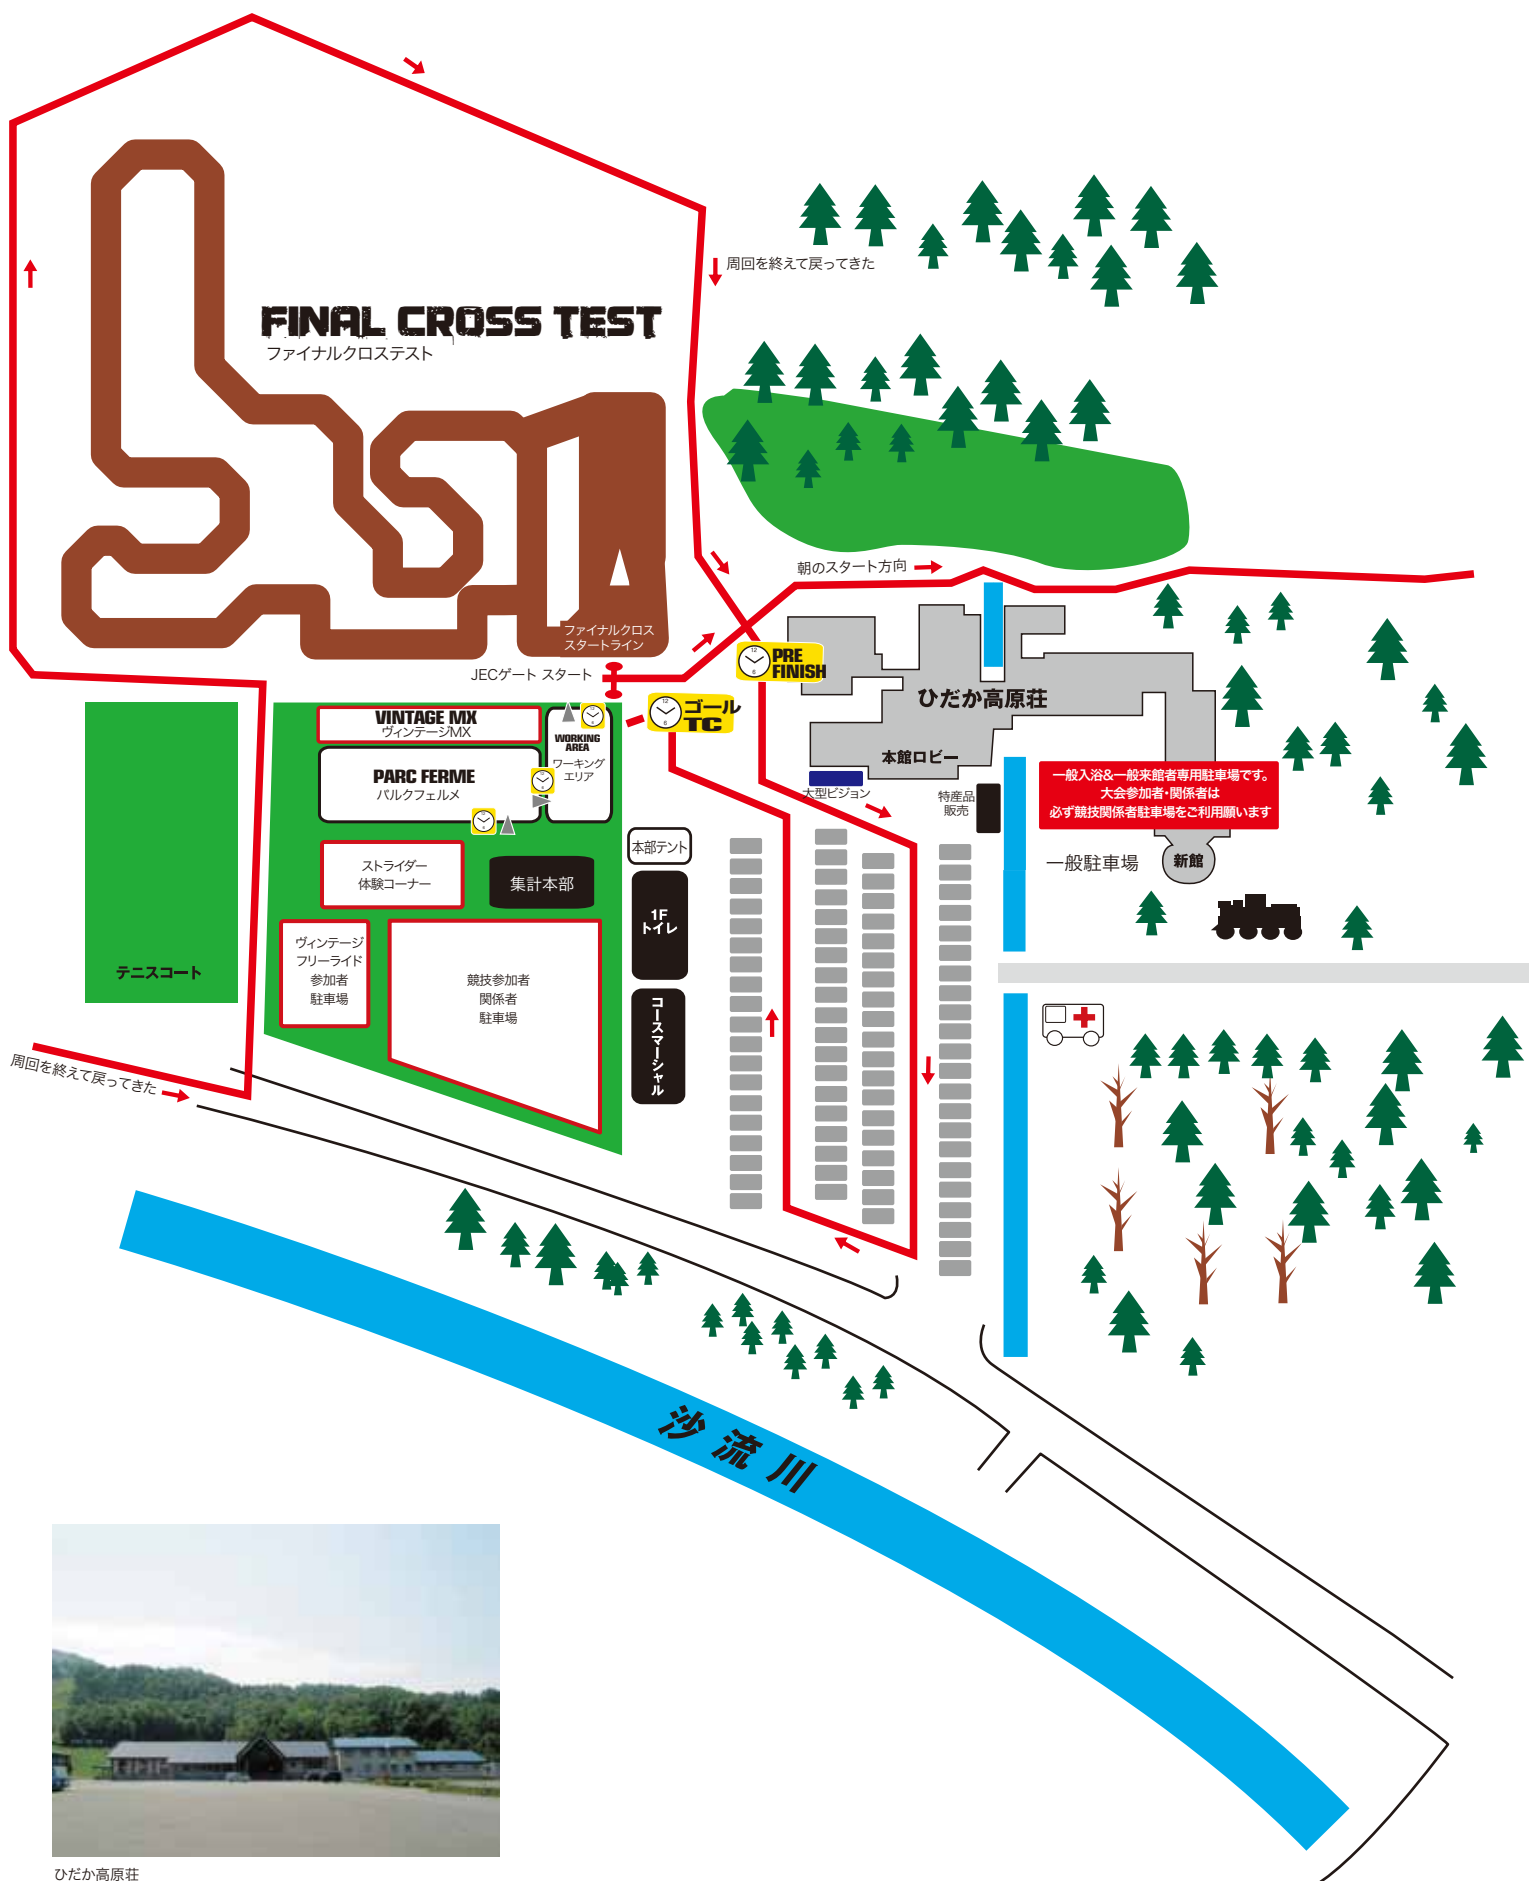 周回を終えて戻ってきた
FINAL CROSS TEST
ファイナルクロステスト
朝のスタート方向
ファイナルクロス
スタートライン
JECゲート スタート
PRE
FINISH
ゴール
TC
ひだか高原荘
本館ロビー
大型ビジョン
特産品
販売
一般入浴&一般来館者専用駐車場です。
大会参加者・関係者は
必ず競技関係者駐車場をご利用願います
一般駐車場
新館
VINTAGE MX
ヴィンテージMX
WORKING
AREA
ワーキング
エリア
PARC FERME
パルクフェルメ
本部テント
ストライダー
体験コーナー
集計本部
1F
トイレ
ヴィンテージ
フリーライド
参加者
駐車場
競技参加者
関係者
駐車場
コースマーシャル
テニスコート
周回を終えて戻ってきた
沙流川
ひだか高原荘